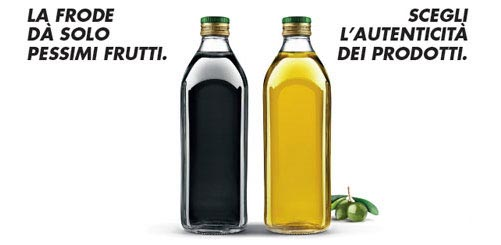 LA FRODE
DÀ SOLO
PESSIMI FRUTTI.
SCEGLI
L'AUTENTICITÀ
DEI PRODOTTI.